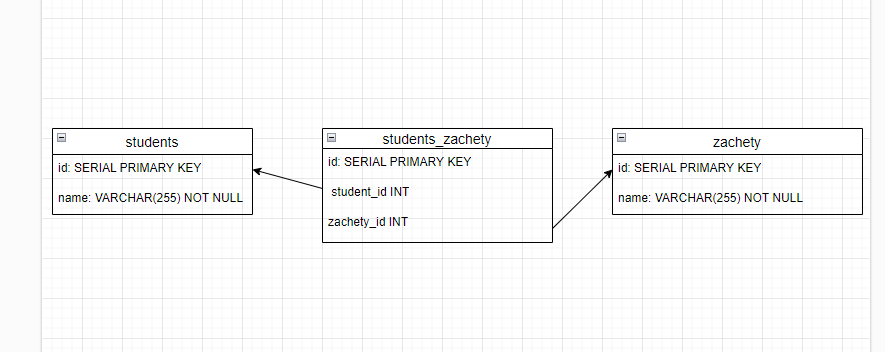 students
id: SERIAL PRIMARY KEY
name: VARCHAR(255) NOT NULL
students_zachety
id: SERIAL PRIMARY KEY
student_id INT
zachety_id INT
zachety
id: SERIAL PRIMARY KEY
name: VARCHAR(255) NOT NULL